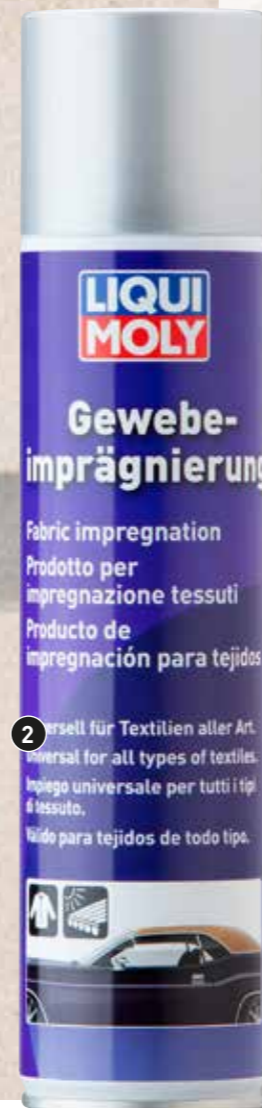 LIQUI
MOLY
Gewebe-
imprägnierung
Fabric impregnation
Prodotto per
impregnazione tessuti
Producto de
impregnación para tejidos
2
ersell für Textilien aller Art.
Universal for all types of textiles.
Impiego universale per tutti i tipi
di tessuto.
Válido para tejidos de todo tipo.